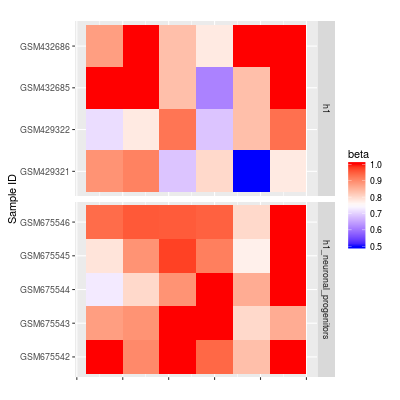 GSM432686
GSM432685
GSM429322
GSM429321
h1
Sample ID
GSM675546
GSM675545
GSM675544
GSM675543
GSM675542
h1_neuronal_progenitors
beta
1.0
0.9
0.8
0.7
0.6
0.5